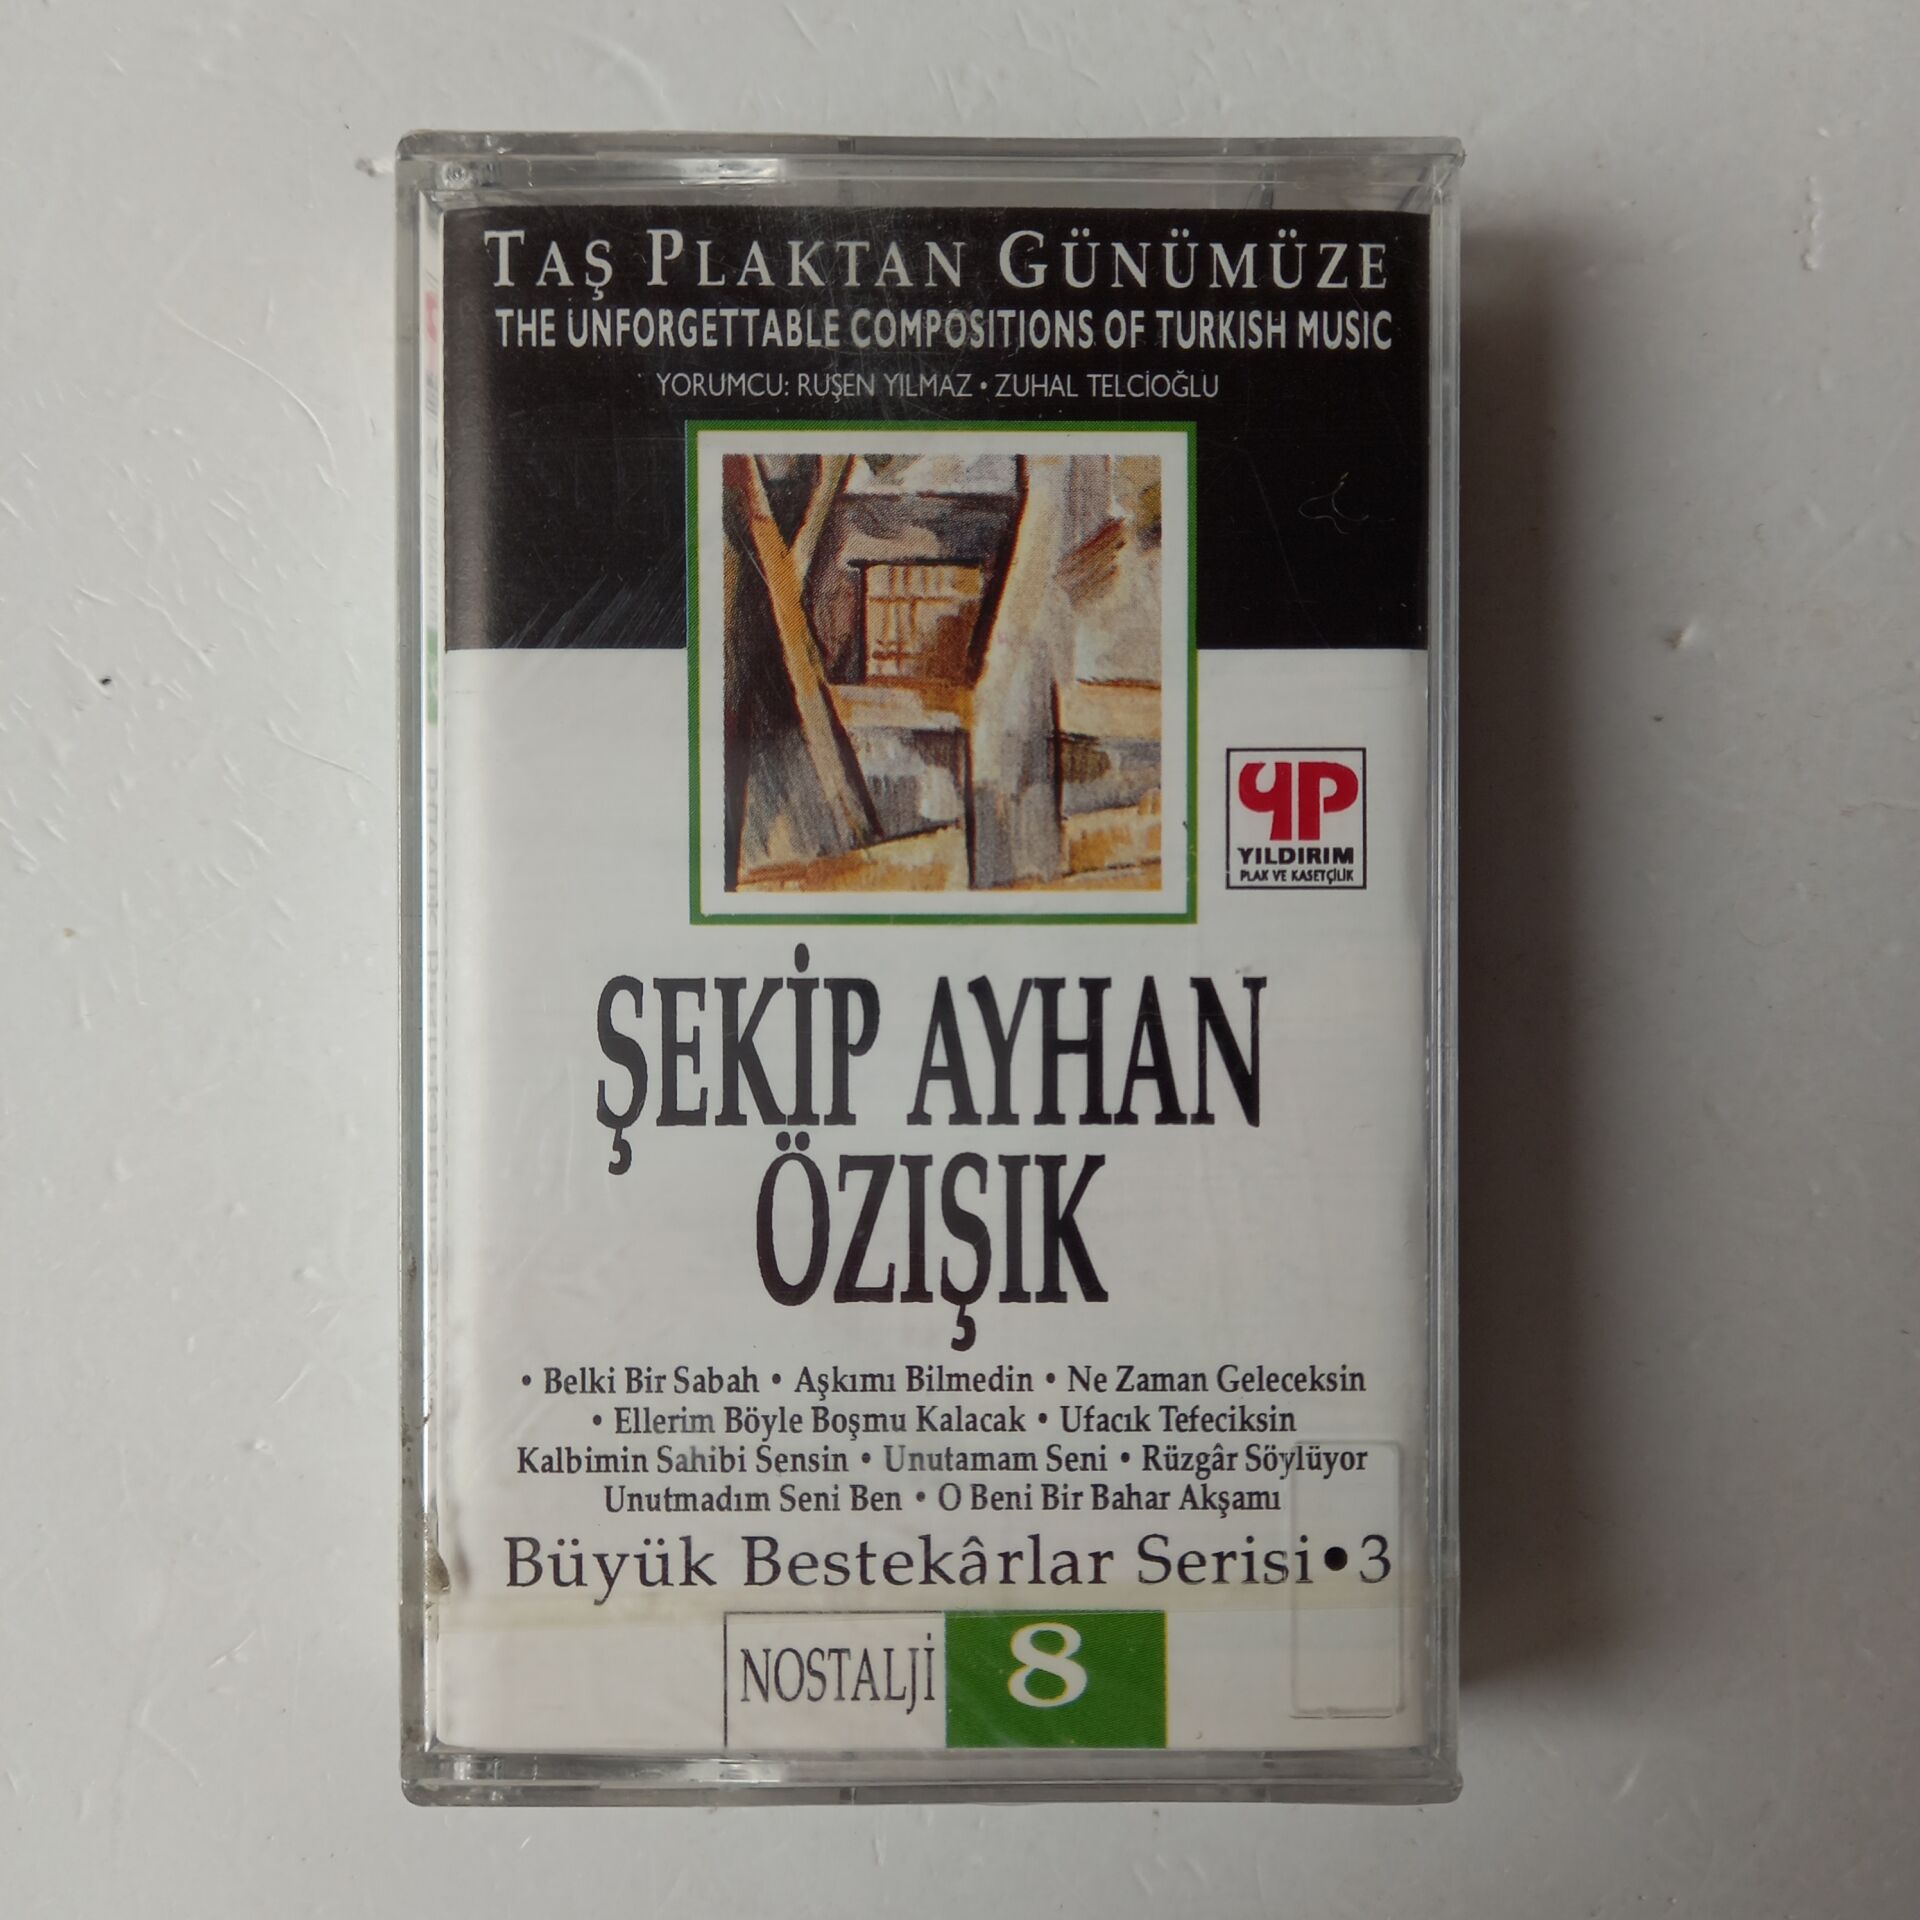 TAŞ PLAKTAN GÜNÜMÜZE
THE UNFORGETTABLE COMPOSITIONS OF TURKISH MUSIC
YORUMCU: RUŞEN YILMAZ • ZUHAL TELCİOĞLU
YP
YILDIRIM
PLAK VE KASETÇİLİK
ŞEKİP AYHAN
ÖZIŞIK
• Belki Bir Sabah • Aşkımı Bilmedin • Ne Zaman Geleceksin
• Ellerim Böyle Boşmu Kalacak • Ufacık Tefeciksin
Kalbimin Sahibi Sensin • Unutamam Seni • Rüzgâr Söylüyor
Unutmadım Seni Ben • O Beni Bir Bahar Akşamı
Büyük Bestekârlar Serisi • 3
NOSTALJİ 8